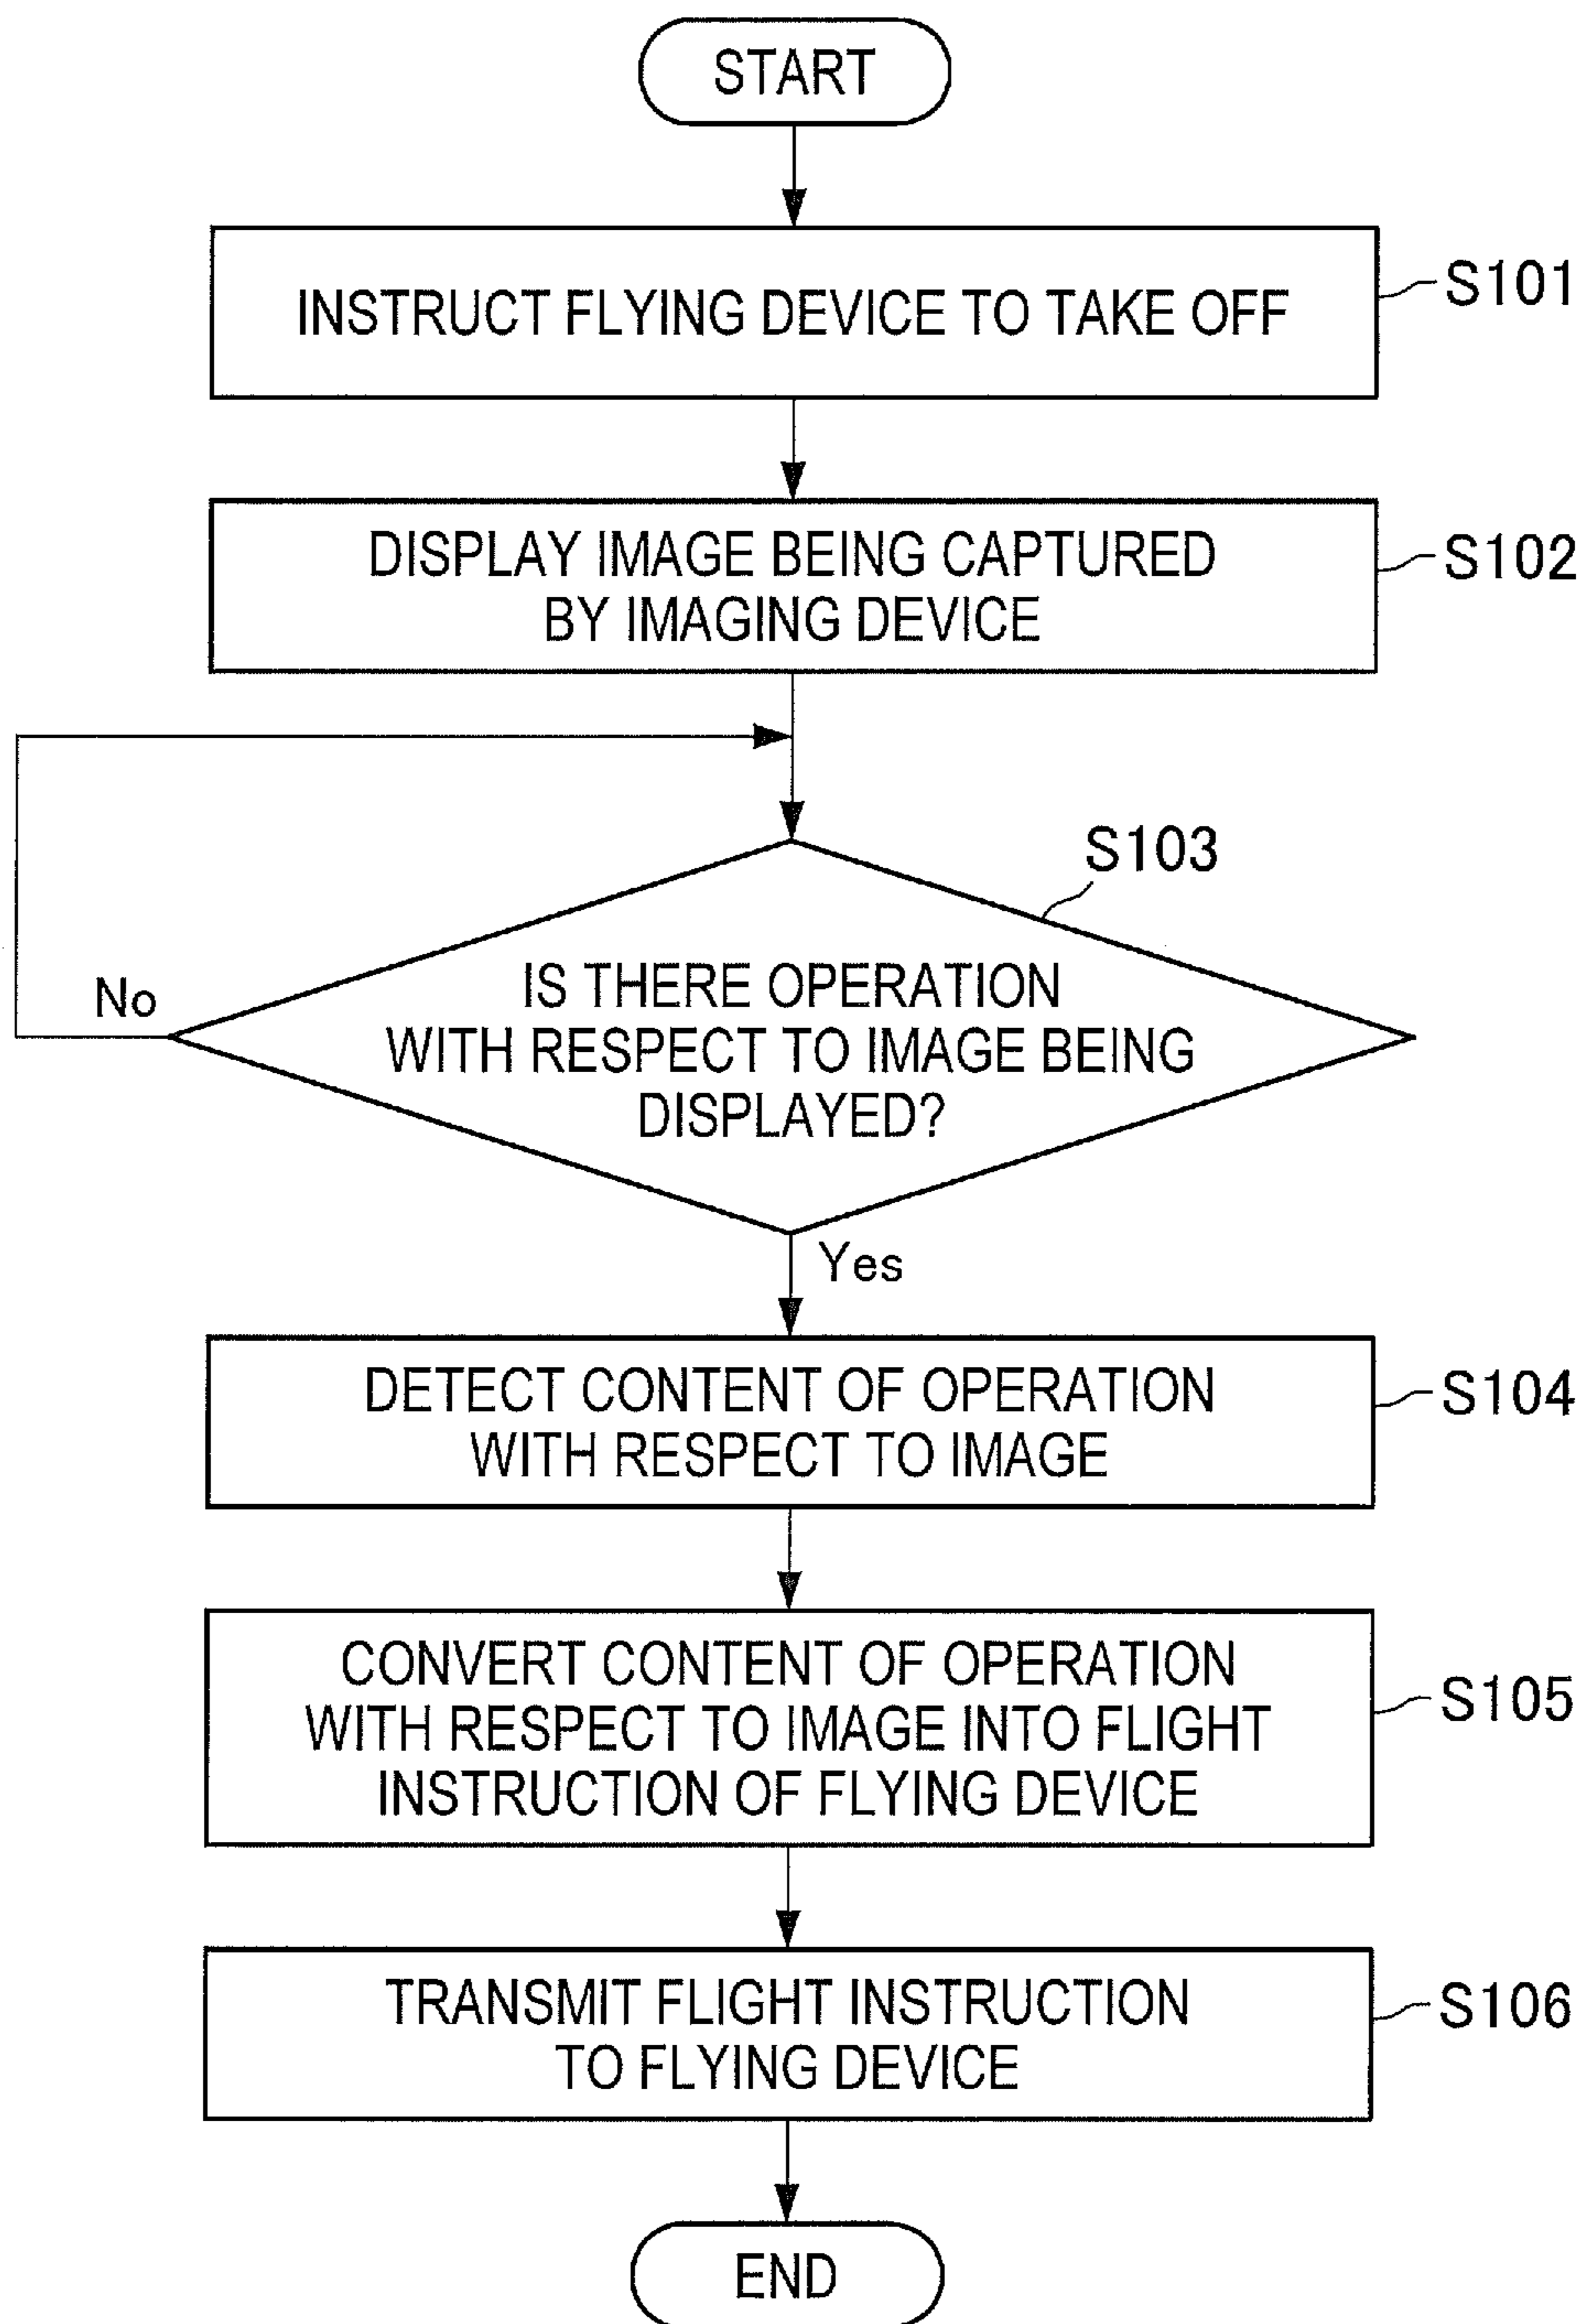 START
INSTRUCT FLYING DEVICE TO TAKE OFF
S101
DISPLAY IMAGE BEING CAPTURED
BY IMAGING DEVICE
S102
S103
IS THERE OPERATION
WITH RESPECT TO IMAGE BEING
DISPLAYED?
No
Yes
DETECT CONTENT OF OPERATION
WITH RESPECT TO IMAGE
S104
CONVERT CONTENT OF OPERATION
WITH RESPECT TO IMAGE INTO FLIGHT
INSTRUCTION OF FLYING DEVICE
S105
TRANSMIT FLIGHT INSTRUCTION
TO FLYING DEVICE
S106
END